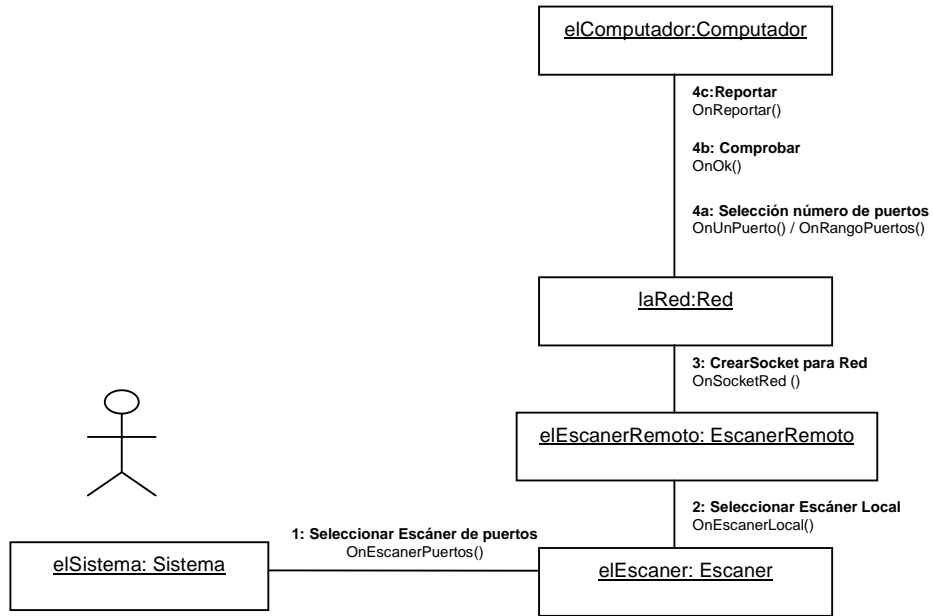 elComputador:Computador
4c:Reportar
OnReportar()
4b: Comprobar
OnOk()
4a: Selección número de puertos
OnUnPuerto() / OnRangoPuertos()
laRed:Red
3: CrearSocket para Red
OnSocketRed ()
elEscanerRemoto: EscanerRemoto
2: Seleccionar Escáner Local
OnEscanerLocal()
1: Seleccionar Escáner de puertos
OnEscanerPuertos()
elSistema: Sistema
elEscaner: Escaner